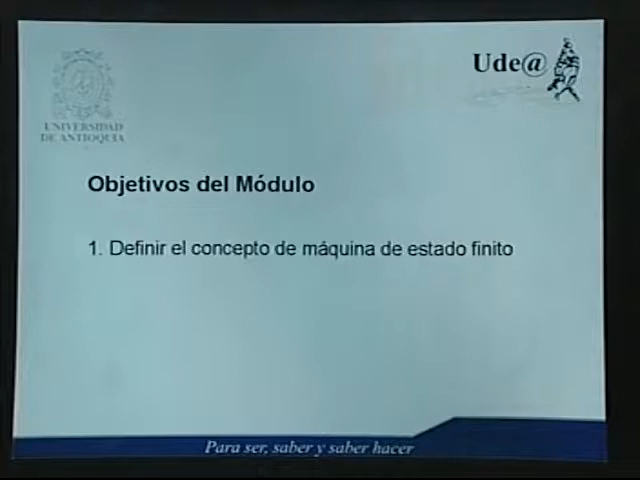 UNIVERSIDAD
DE ANTIOQUIA
Ude@
Objetivos del Módulo
1. Definir el concepto de máquina de estado finito
Para ser, saber y saber hacer